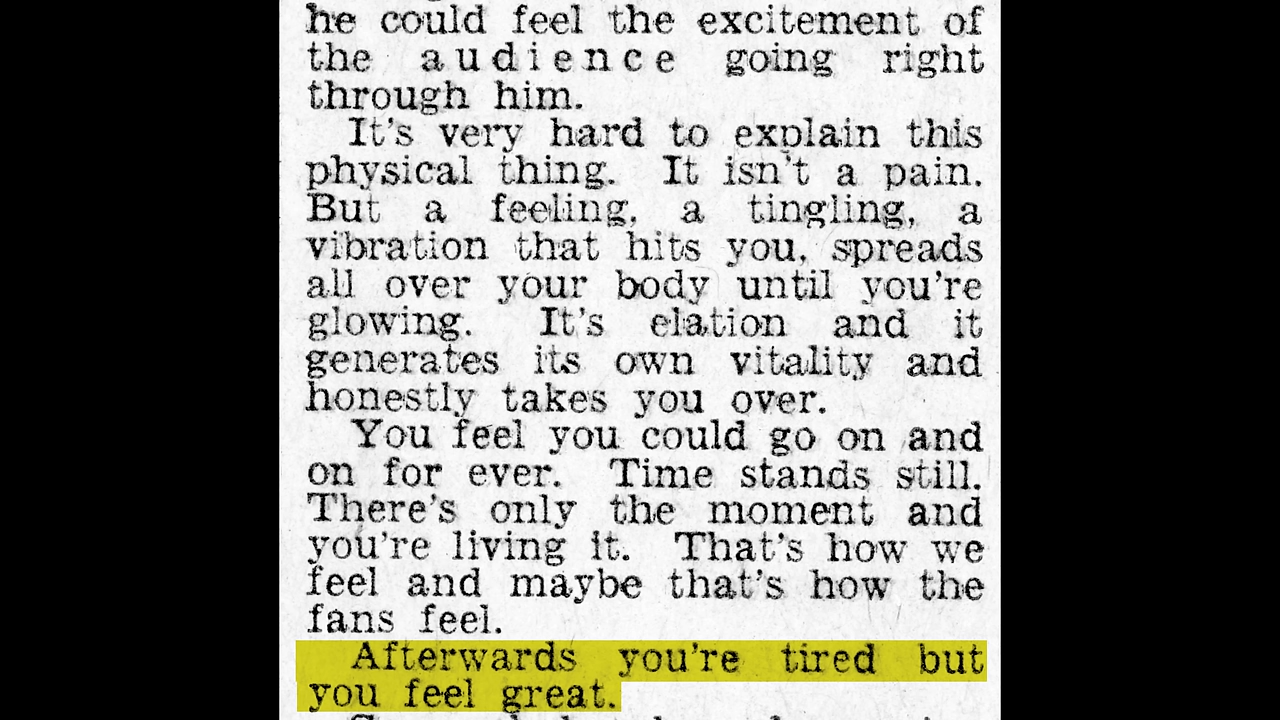 he could feel the excitement of
the audience going right
through him.
It's very hard to explain this
physical thing. It isn't a pain.
But a feeling, a tingling, a
vibration that hits you, spreads
all over your body until you're
glowing. It's elation and it
generates its own vitality and
honestly takes you over.
You feel you could go on and
on for ever. Time stands still.
There's only the moment and
you're living it. That's how we
feel and maybe that's how the
fans feel.
Afterwards you're tired but
you feel great.